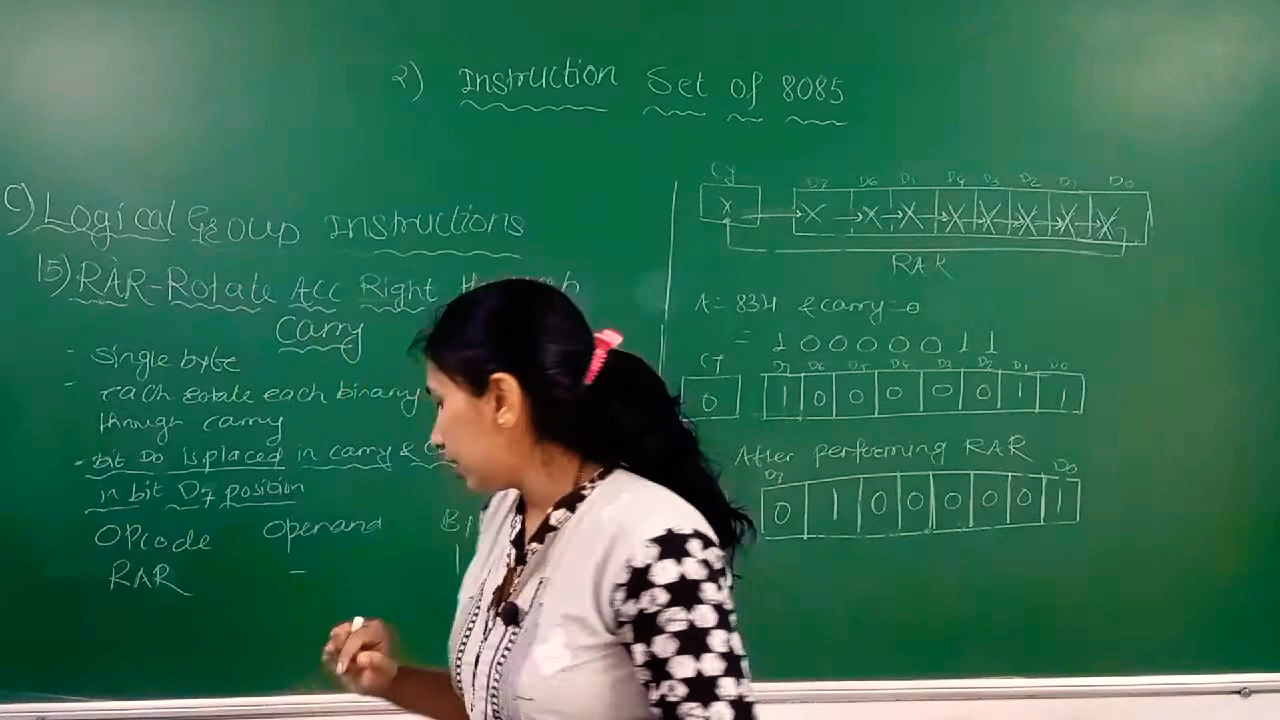 2) Instruction Set of 8085
C) Logical Group Instructions
15) RAR-Rotate Acc Right through
Carry
- Single byte
- each rotate each binary
through carry
- bit D0 is placed in carry &
in bit D7 position
Opcode Operand
RAR -
Cy D7 D6 D5 D4 D3 D2 D1 D0
X X X X X X X X X
RAR
A = 83H & carry = 0
= 1 0 0 0 0 0 1 1
CY D7 D6 D5 D4 D3 D2 D1 D0
0 1 0 0 0 0 0 1 1
After performing RAR
D7 D0
0 1 0 0 0 0 0 1